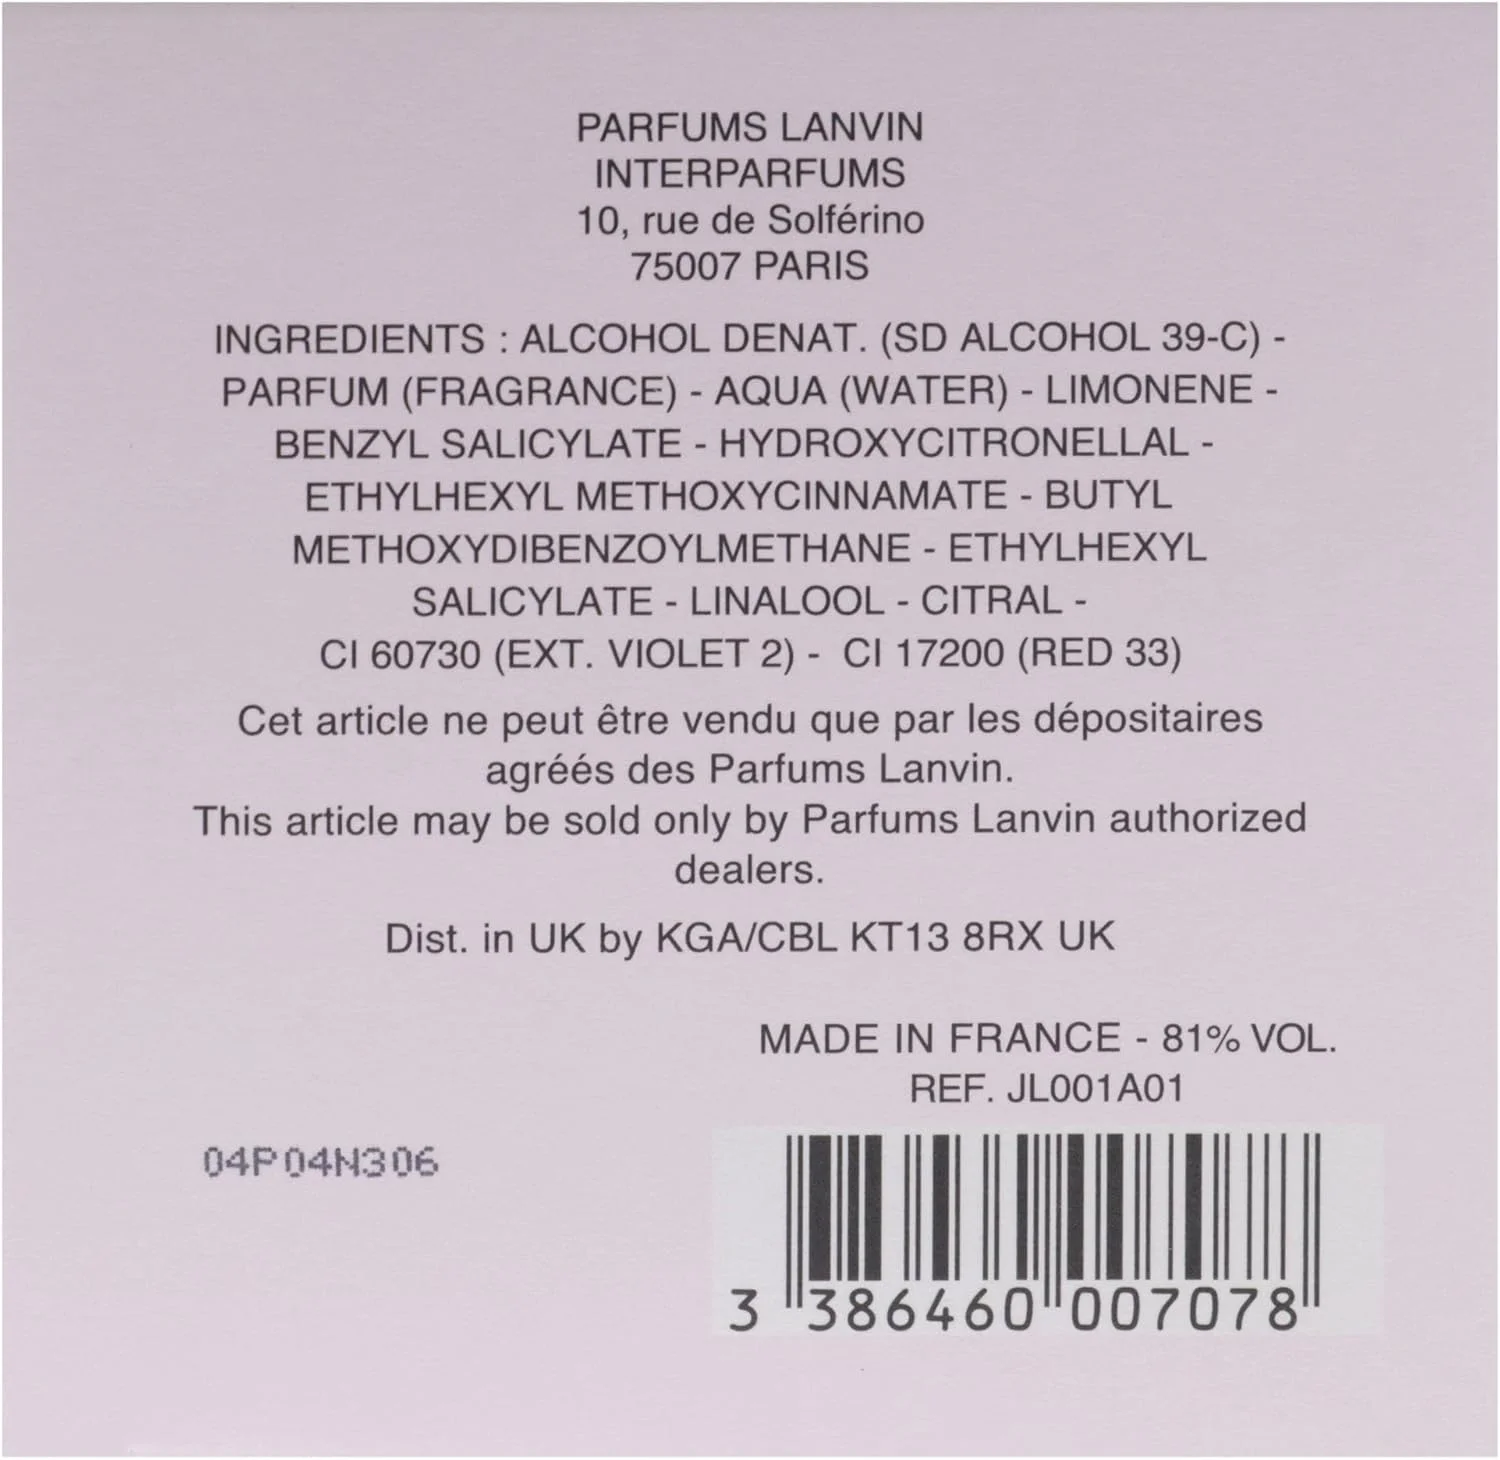 PARFUMS LANVIN
INTERPARFUMS
10, rue de Solférino
75007 PARIS
INGREDIENTS : ALCOHOL DENAT. (SD ALCOHOL 39-C) -
PARFUM (FRAGRANCE) - AQUA (WATER) - LIMONENE -
BENZYL SALICYLATE - HYDROXYCITRONELLAL -
ETHYLHEXYL METHOXYCINNAMATE - BUTYL
METHOXYDIBENZOYLMETHANE - ETHYLHEXYL
SALICYLATE - LINALOOL - CITRAL -
CI 60730 (EXT. VIOLET 2) - CI 17200 (RED 33)
Cet article ne peut être vendu que par les dépositaires
agréés des Parfums Lanvin.
This article may be sold only by Parfums Lanvin authorized
dealers.
Dist. in UK by KGA/CBL KT13 8RX UK
MADE IN FRANCE - 81% VOL.
REF. JL001A01
04P04N306
3 386460 007078